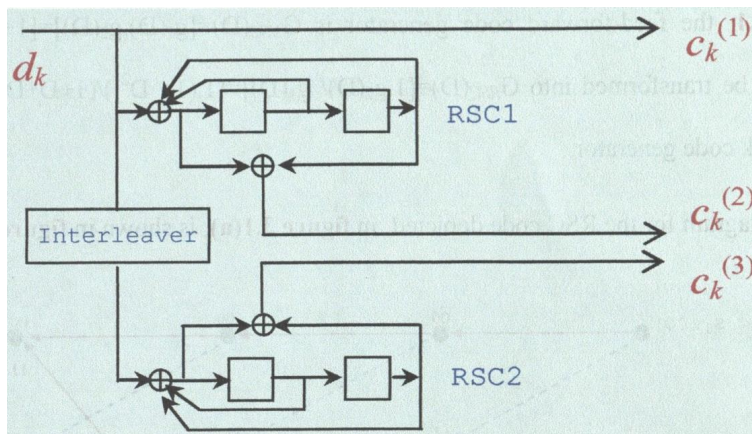 d_k
c_k^(1)
RSC1
Interleaver
c_k^(2)
c_k^(3)
RSC2